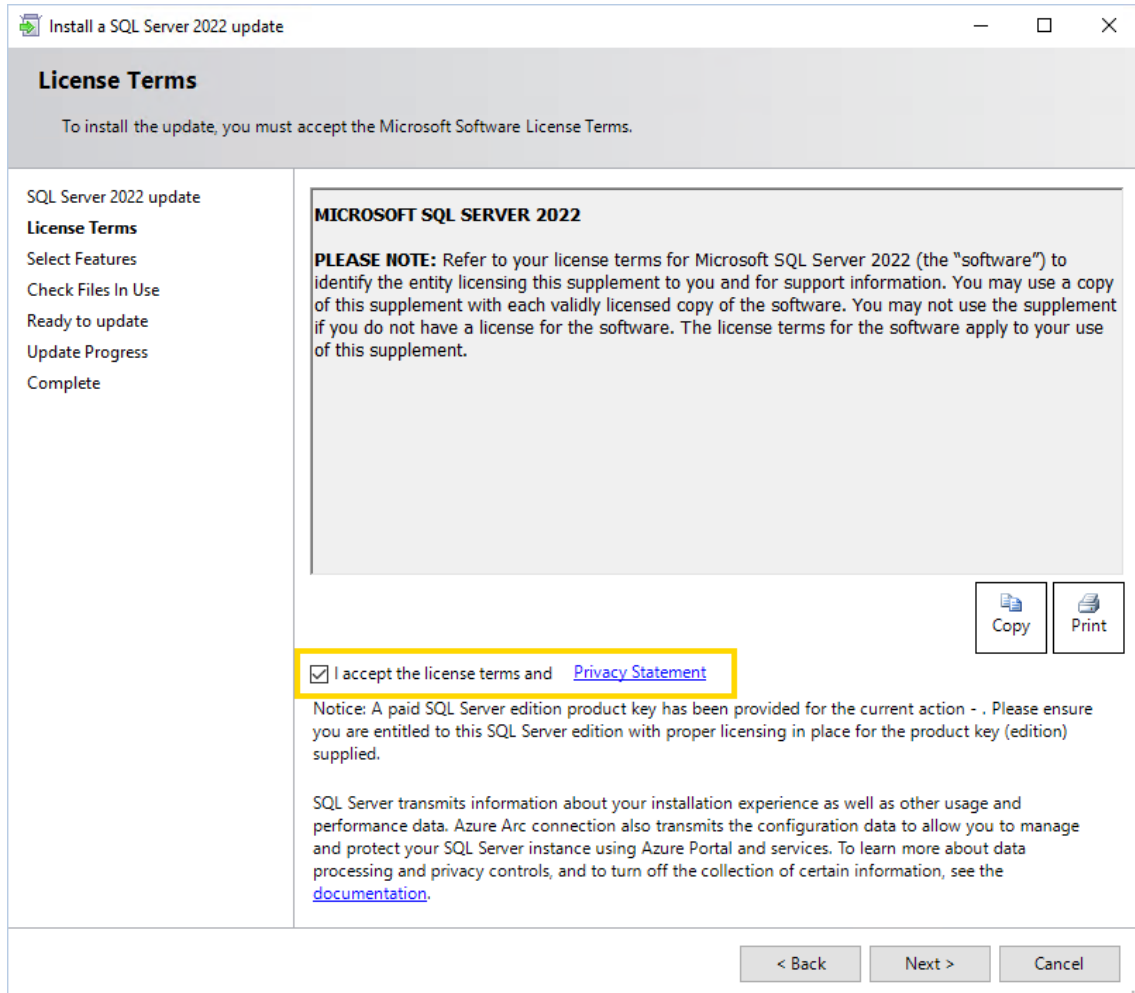 Install a SQL Server 2022 update
License Terms
To install the update, you must accept the Microsoft Software License Terms.
SQL Server 2022 update
License Terms
Select Features
Check Files In Use
Ready to update
Update Progress
Complete
MICROSOFT SQL SERVER 2022
PLEASE NOTE: Refer to your license terms for Microsoft SQL Server 2022 (the “software”) to
identify the entity licensing this supplement to you and for support information. You may use a copy
of this supplement with each validly licensed copy of the software. You may not use the supplement
if you do not have a license for the software. The license terms for the software apply to your use
of this supplement.
Copy
Print
I accept the license terms and Privacy Statement
Notice: A paid SQL Server edition product key has been provided for the current action - . Please ensure
you are entitled to this SQL Server edition with proper licensing in place for the product key (edition)
supplied.
SQL Server transmits information about your installation experience as well as other usage and
performance data. Azure Arc connection also transmits the configuration data to allow you to manage
and protect your SQL Server instance using Azure Portal and services. To learn more about data
processing and privacy controls, and to turn off the collection of certain information, see the
documentation.
< Back
Next >
Cancel